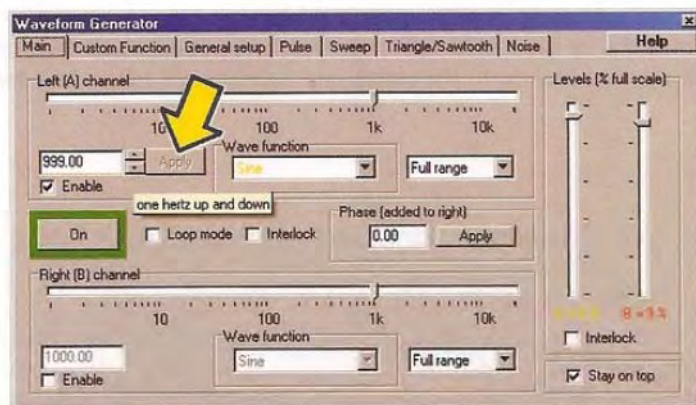 Waveform Generator
Main Custom Function General setup Pulse Sweep Triangle/Sawtooth Noise Help
Left (A) channel
10 100 1k 10k
999.00 Apply Wave function Sine Full range
Enable
one hertz up and down
On Loop mode Interlock Phase (added to right) 0.00 Apply
Right (B) channel
10 100 1k 10k
1000.00 Wave function Sine Full range
Enable
Levels (% full scale)
B = 9 %
Interlock
Stay on top